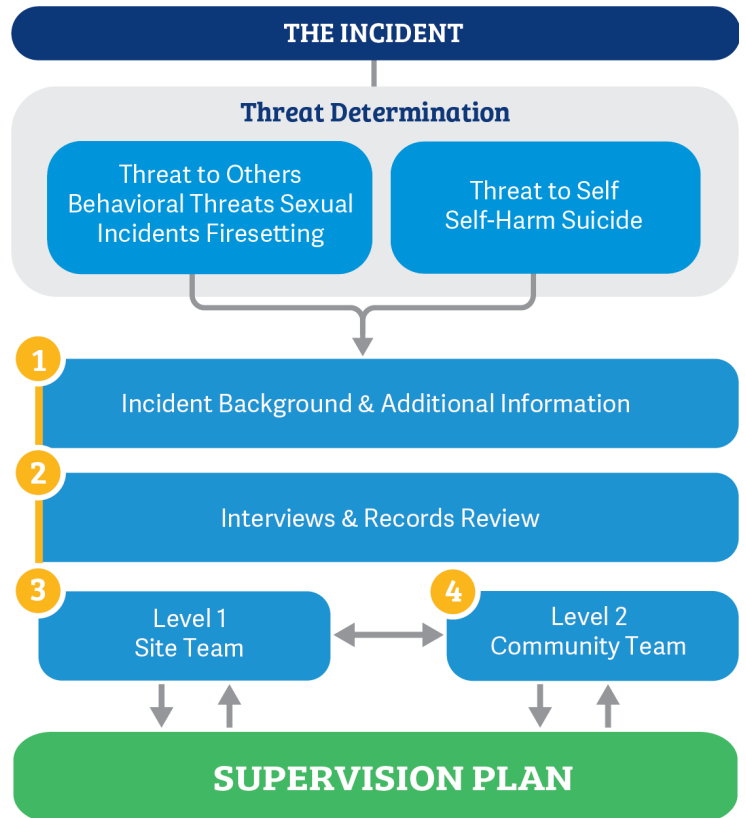 THE INCIDENT
Threat Determination
Threat to Others
Behavioral Threats Sexual
Incidents Firesetting
Threat to Self
Self-Harm Suicide
1
Incident Background & Additional Information
2
Interviews & Records Review
3
Level 1
Site Team
4
Level 2
Community Team
SUPERVISION PLAN